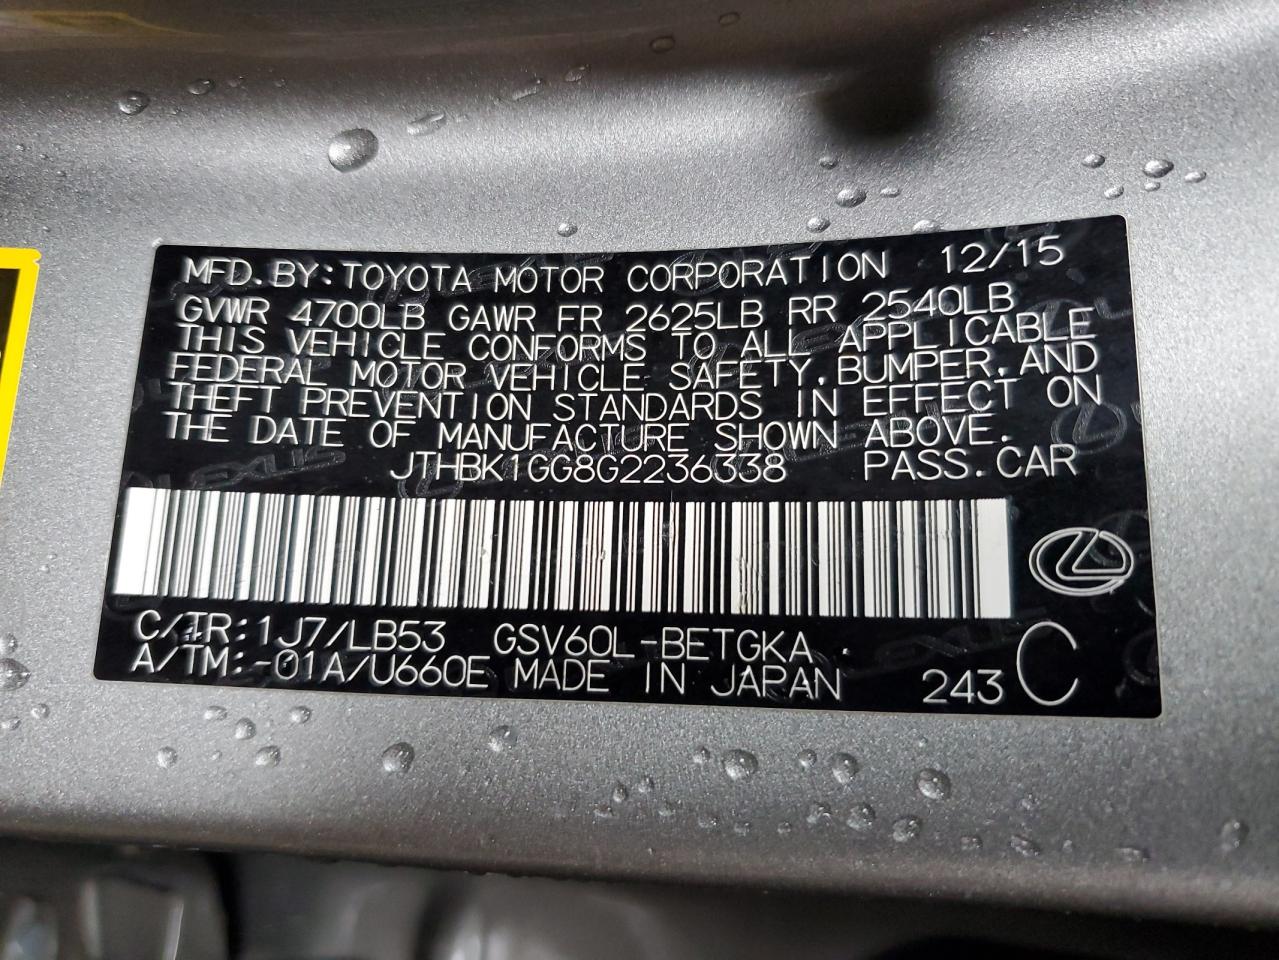 MFD.BY:TOYOTA MOTOR CORPORATION 12/15
GVWR 4700LB GAWR FR 2625LB RR 2540LB
THIS VEHICLE CONFORMS TO ALL APPLICABLE
FEDERAL MOTOR VEHICLE SAFETY,BUMPER,AND
THEFT PREVENTION STANDARDS IN EFFECT ON
THE DATE OF MANUFACTURE SHOWN ABOVE.
JTHBK1GG8G2236338 PASS.CAR
C/TR:1J7/LB53 GSV60L-BETGKA
A/TM:-01A/U660E MADE IN JAPAN 243 C